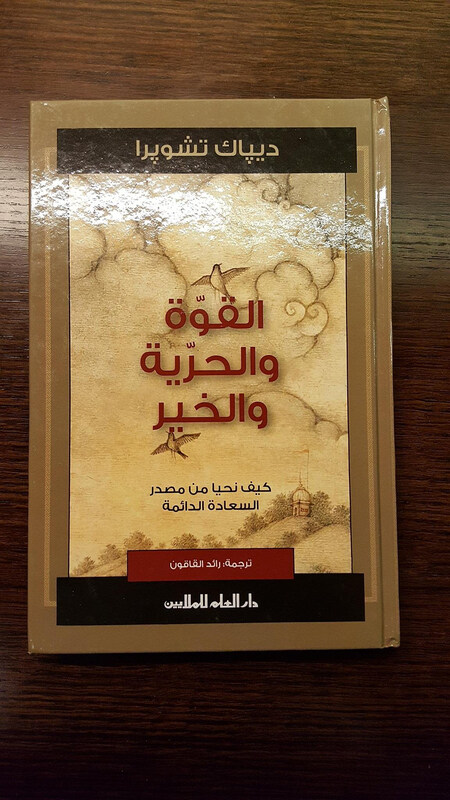 ديپاك تشوپرا
القوّة
والحرّية
والخير
كيف نحيا من مصدر
السعادة الدائمة
ترجمة: رائد القاقون
دار العلم للملايين